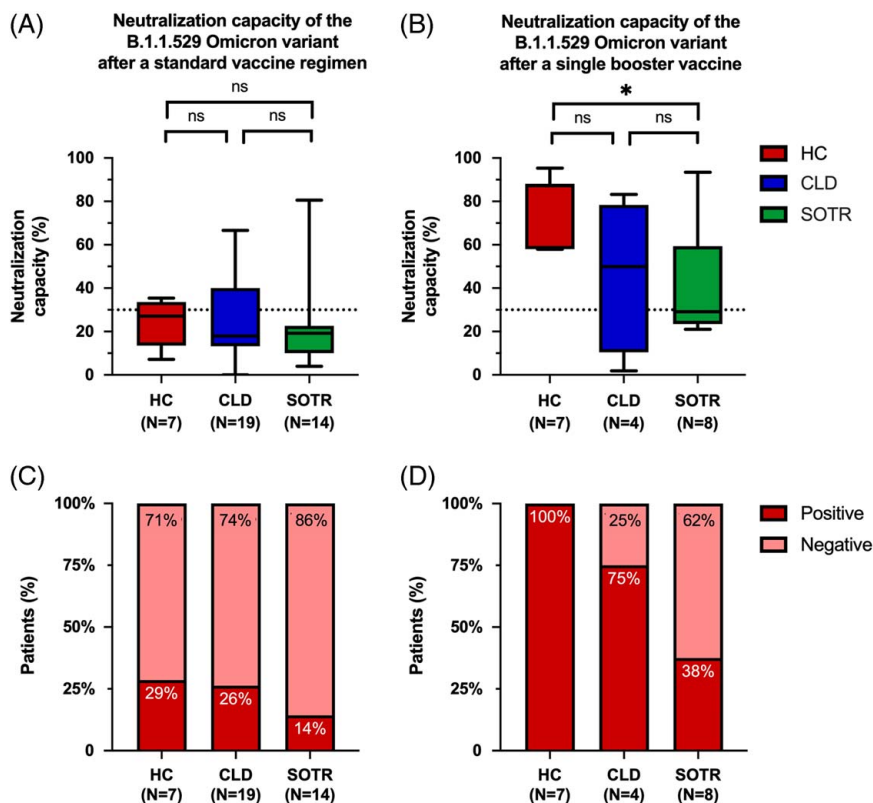 (A)
Neutralization capacity of the
B.1.1.529 Omicron variant
after a standard vaccine regimen
ns
ns ns
Neutralization
capacity (%)
100
80
60
40
20
0
HC CLD SOTR
(N=7) (N=19) (N=14)
(B)
Neutralization capacity of the
B.1.1.529 Omicron variant
after a single booster vaccine
*
ns ns
Neutralization
capacity (%)
100
80
60
40
20
0
HC CLD SOTR
(N=7) (N=4) (N=8)
HC
CLD
SOTR
(C)
Patients (%)
100%
75%
50%
25%
0
71% 74% 86%
29% 26% 14%
HC CLD SOTR
(N=7) (N=19) (N=14)
(D)
Patients (%)
100%
75%
50%
25%
0
100% 25% 62%
75%
38%
HC CLD SOTR
(N=7) (N=4) (N=8)
Positive
Negative